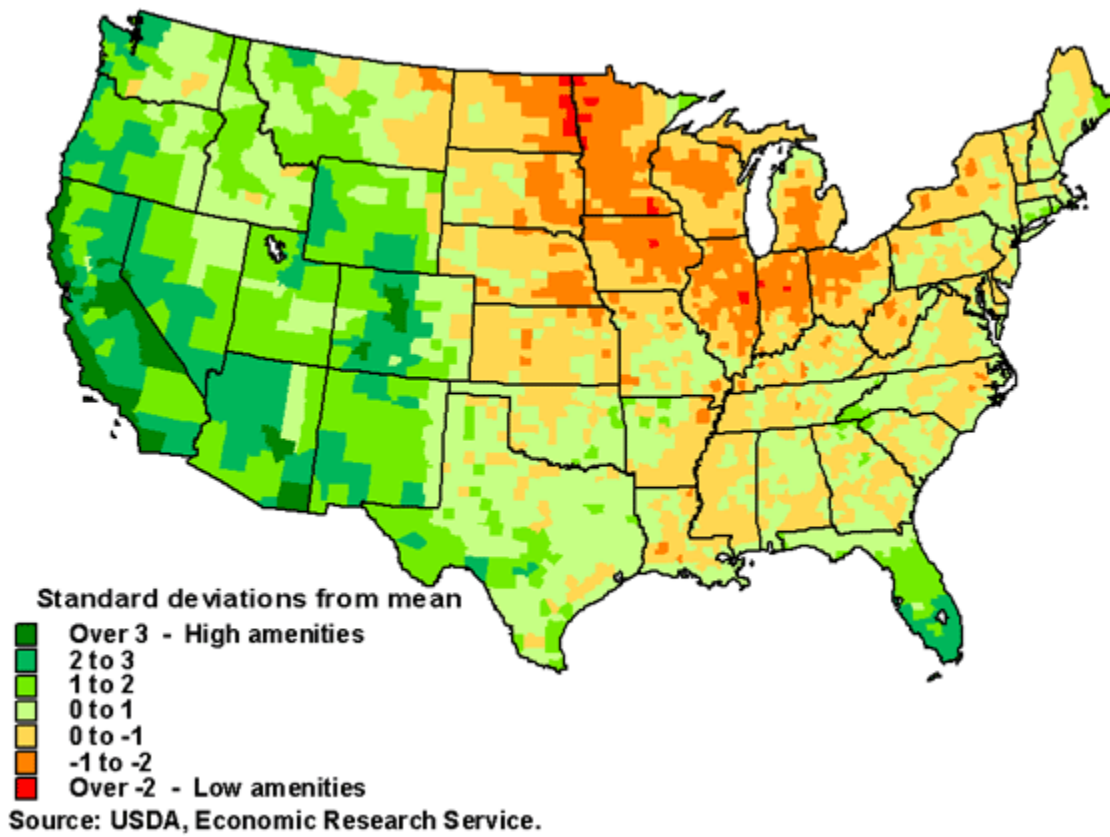 Standard deviations from mean
Over 3 - High amenities
2 to 3
1 to 2
0 to 1
0 to -1
-1 to -2
Over -2 - Low amenities
Source: USDA, Economic Research Service.